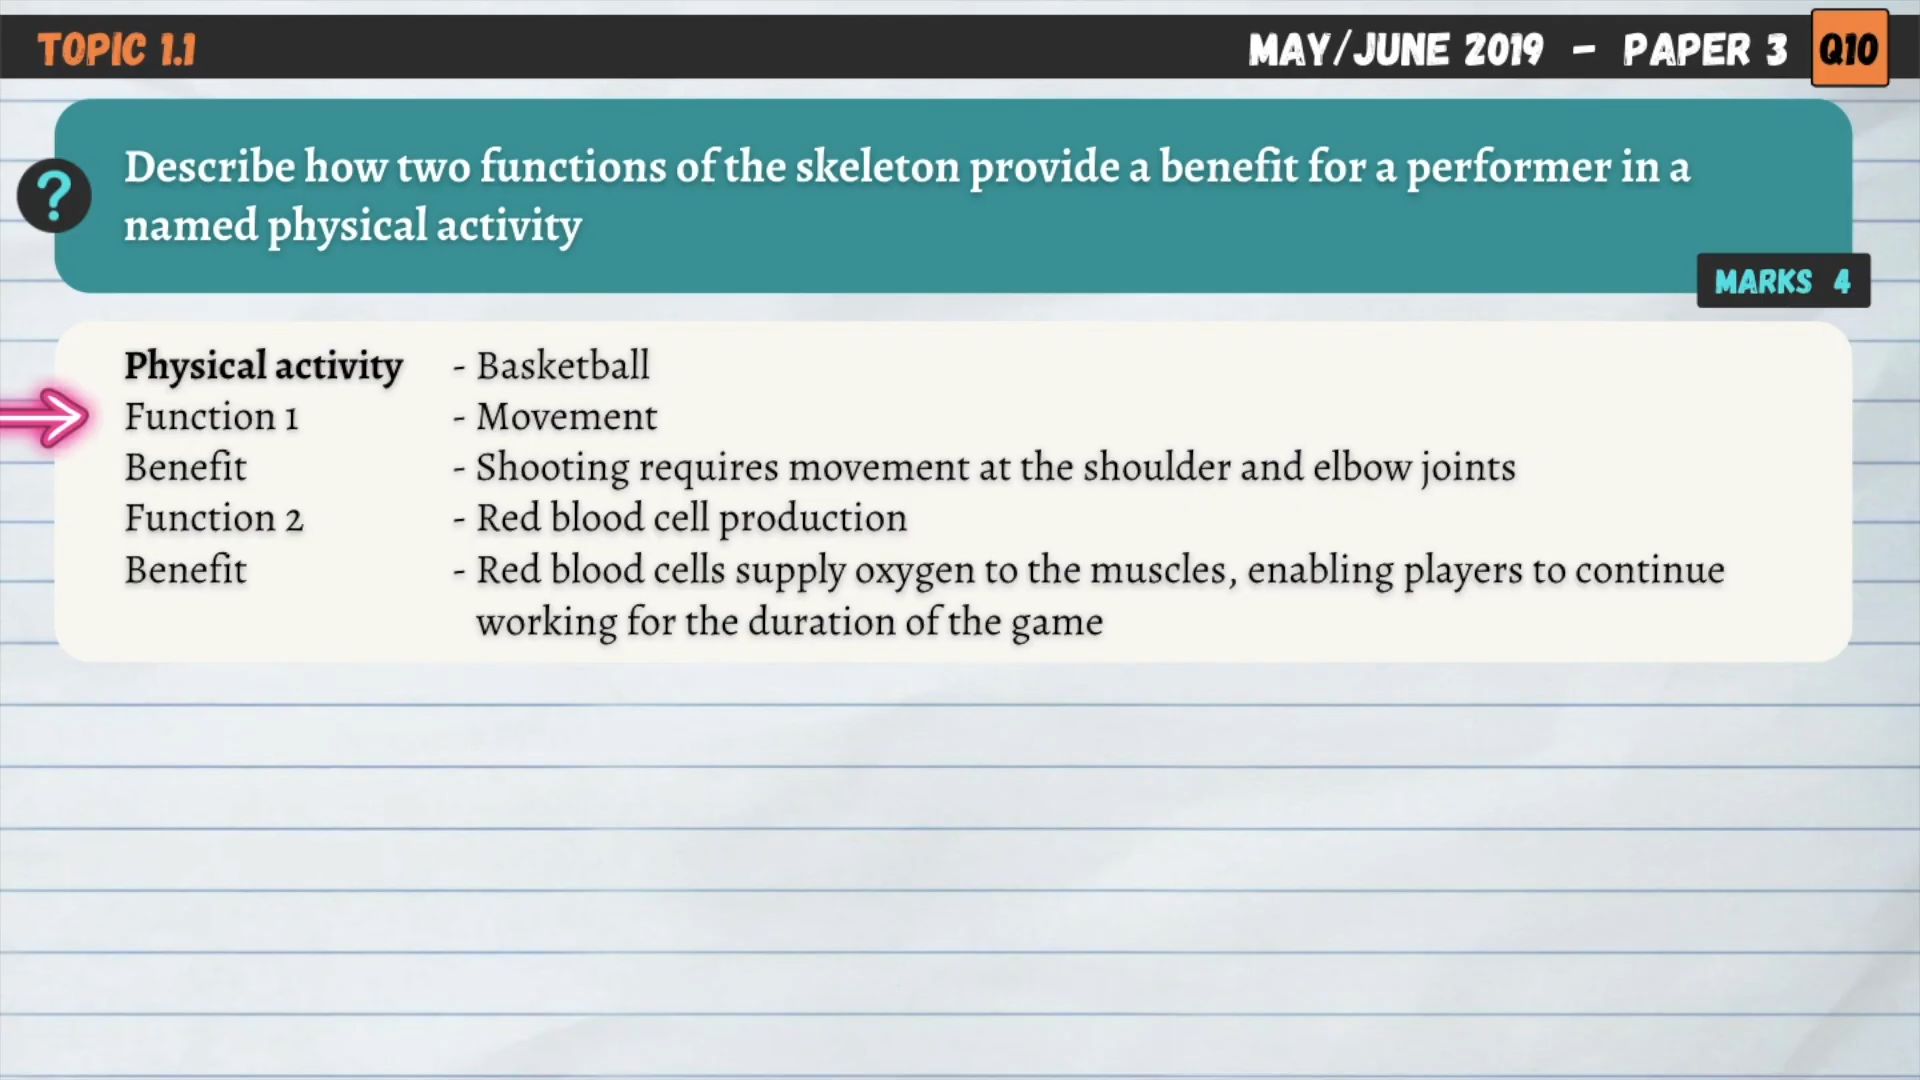 TOPIC 1.1
MAY/JUNE 2019 - PAPER 3 Q10
?
Describe how two functions of the skeleton provide a benefit for a performer in a
named physical activity
MARKS 4
Physical activity - Basketball
Function 1 - Movement
Benefit - Shooting requires movement at the shoulder and elbow joints
Function 2 - Red blood cell production
Benefit - Red blood cells supply oxygen to the muscles, enabling players to continue
working for the duration of the game